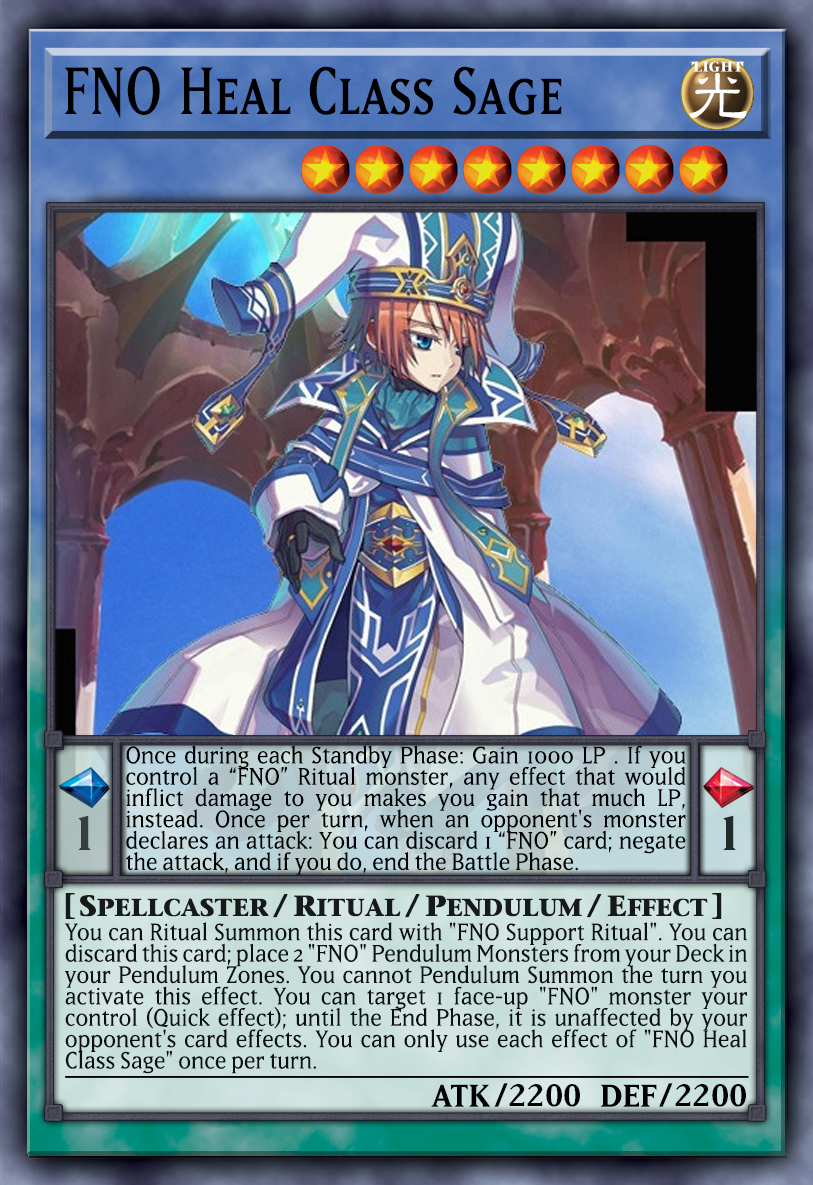 FNO Heal Class Sage
LIGHT
光
Once during each Standby Phase: Gain 1000 LP . If you
control a “FNO” Ritual monster, any effect that would
inflict damage to you makes you gain that much LP,
instead. Once per turn, when an opponent's monster
declares an attack: You can discard 1 “FNO” card; negate
the attack, and if you do, end the Battle Phase.
1
1
[ Spellcaster / Ritual / Pendulum / Effect ]
You can Ritual Summon this card with "FNO Support Ritual". You can
discard this card; place 2 "FNO" Pendulum Monsters from your Deck in
your Pendulum Zones. You cannot Pendulum Summon the turn you
activate this effect. You can target 1 face-up "FNO" monster your
control (Quick effect); until the End Phase, it is unaffected by your
opponent's card effects. You can only use each effect of "FNO Heal
Class Sage" once per turn.
ATK/2200 DEF/2200